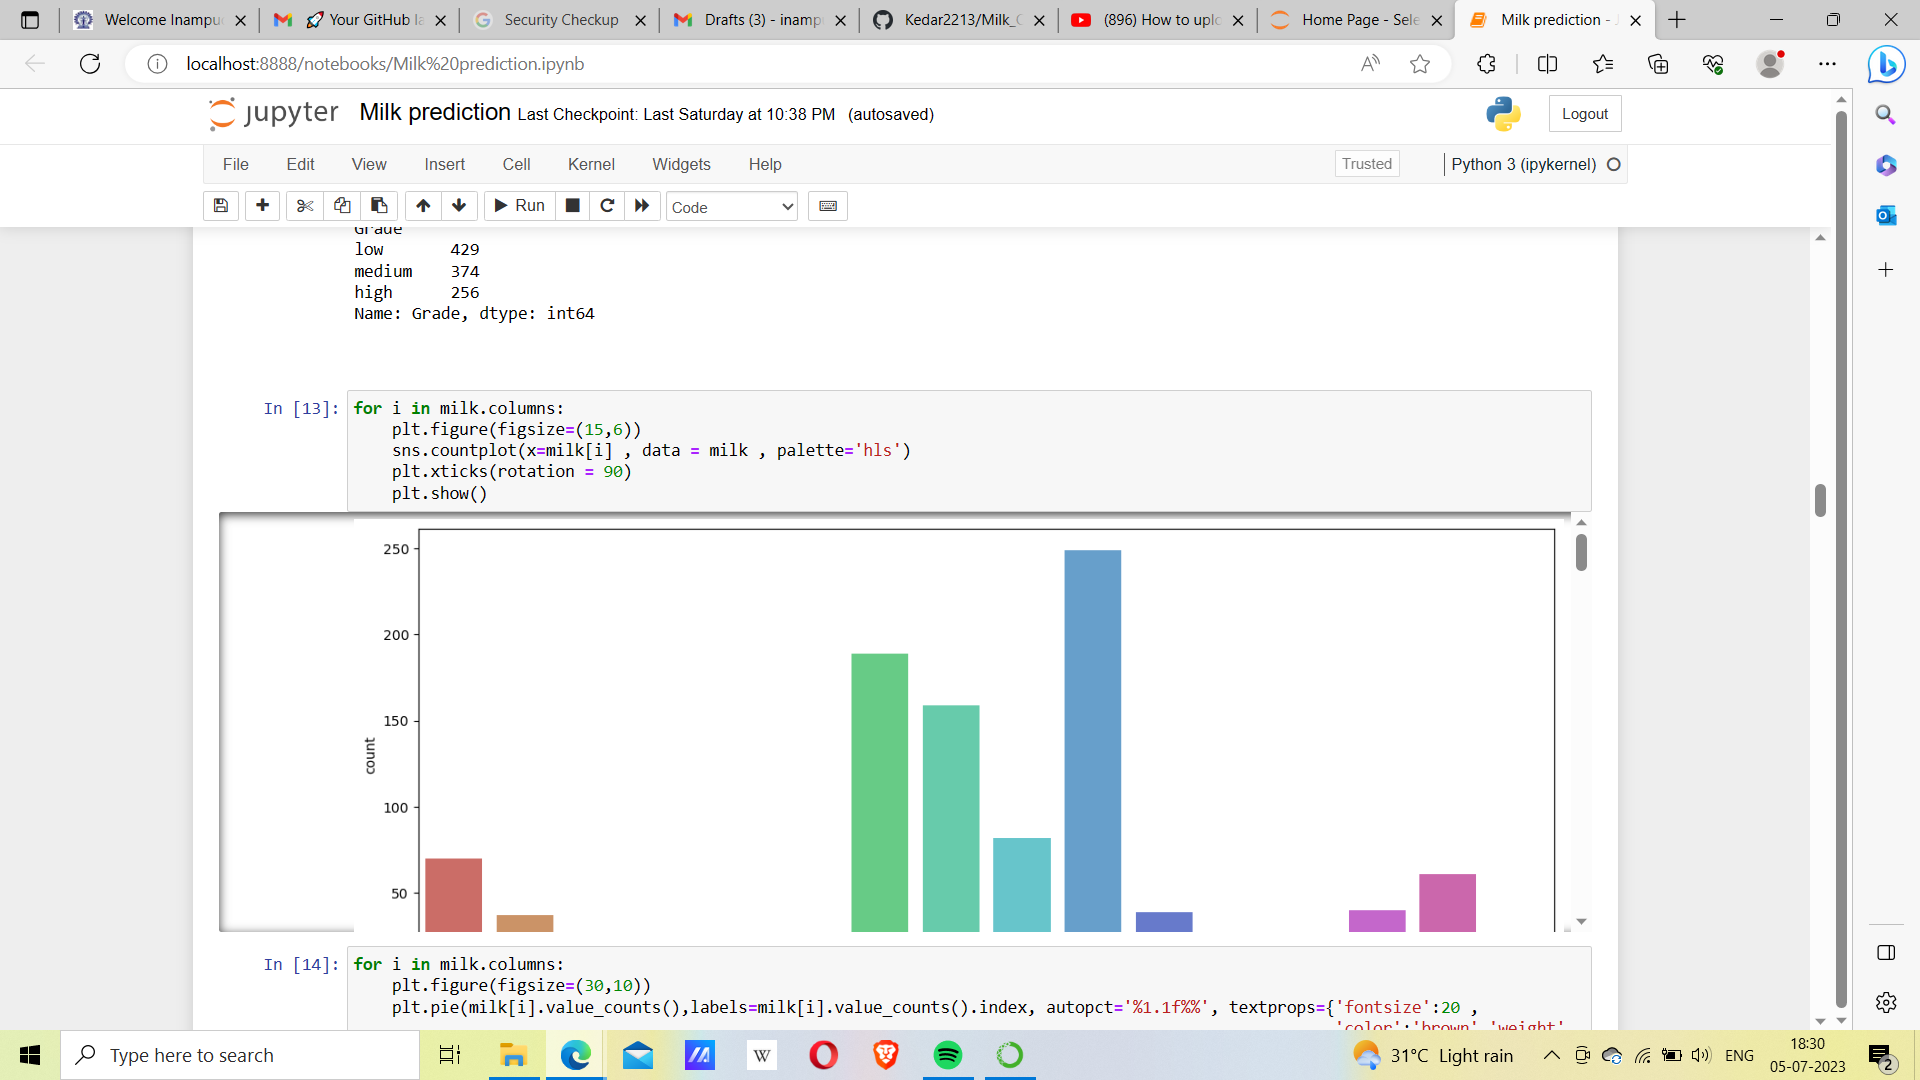 Welcome Inampud
🚀 Your GitHub la
Security Checkup
Drafts (3) - inamp
Kedar2213/Milk_
(896) How to uplo
Home Page - Sele
Milk prediction - J
localhost:8888/notebooks/Milk%20prediction.ipynb
jupyter Milk prediction Last Checkpoint: Last Saturday at 10:38 PM (autosaved)
Logout
File Edit View Insert Cell Kernel Widgets Help
Trusted
Python 3 (ipykernel)
Run
Code
Grade
low 429
medium 374
high 256
Name: Grade, dtype: int64
In [13]:
for i in milk.columns:
plt.figure(figsize=(15,6))
sns.countplot(x=milk[i] , data = milk , palette='hls')
plt.xticks(rotation = 90)
plt.show()
250
200
150
count
100
50
In [14]:
for i in milk.columns:
plt.figure(figsize=(30,10))
plt.pie(milk[i].value_counts(),labels=milk[i].value_counts().index, autopct='%1.1f%%', textprops={'fontsize':20 ,
'color':'brown','weight'
Type here to search
W
31°C Light rain
ENG
18:30
05-07-2023
2